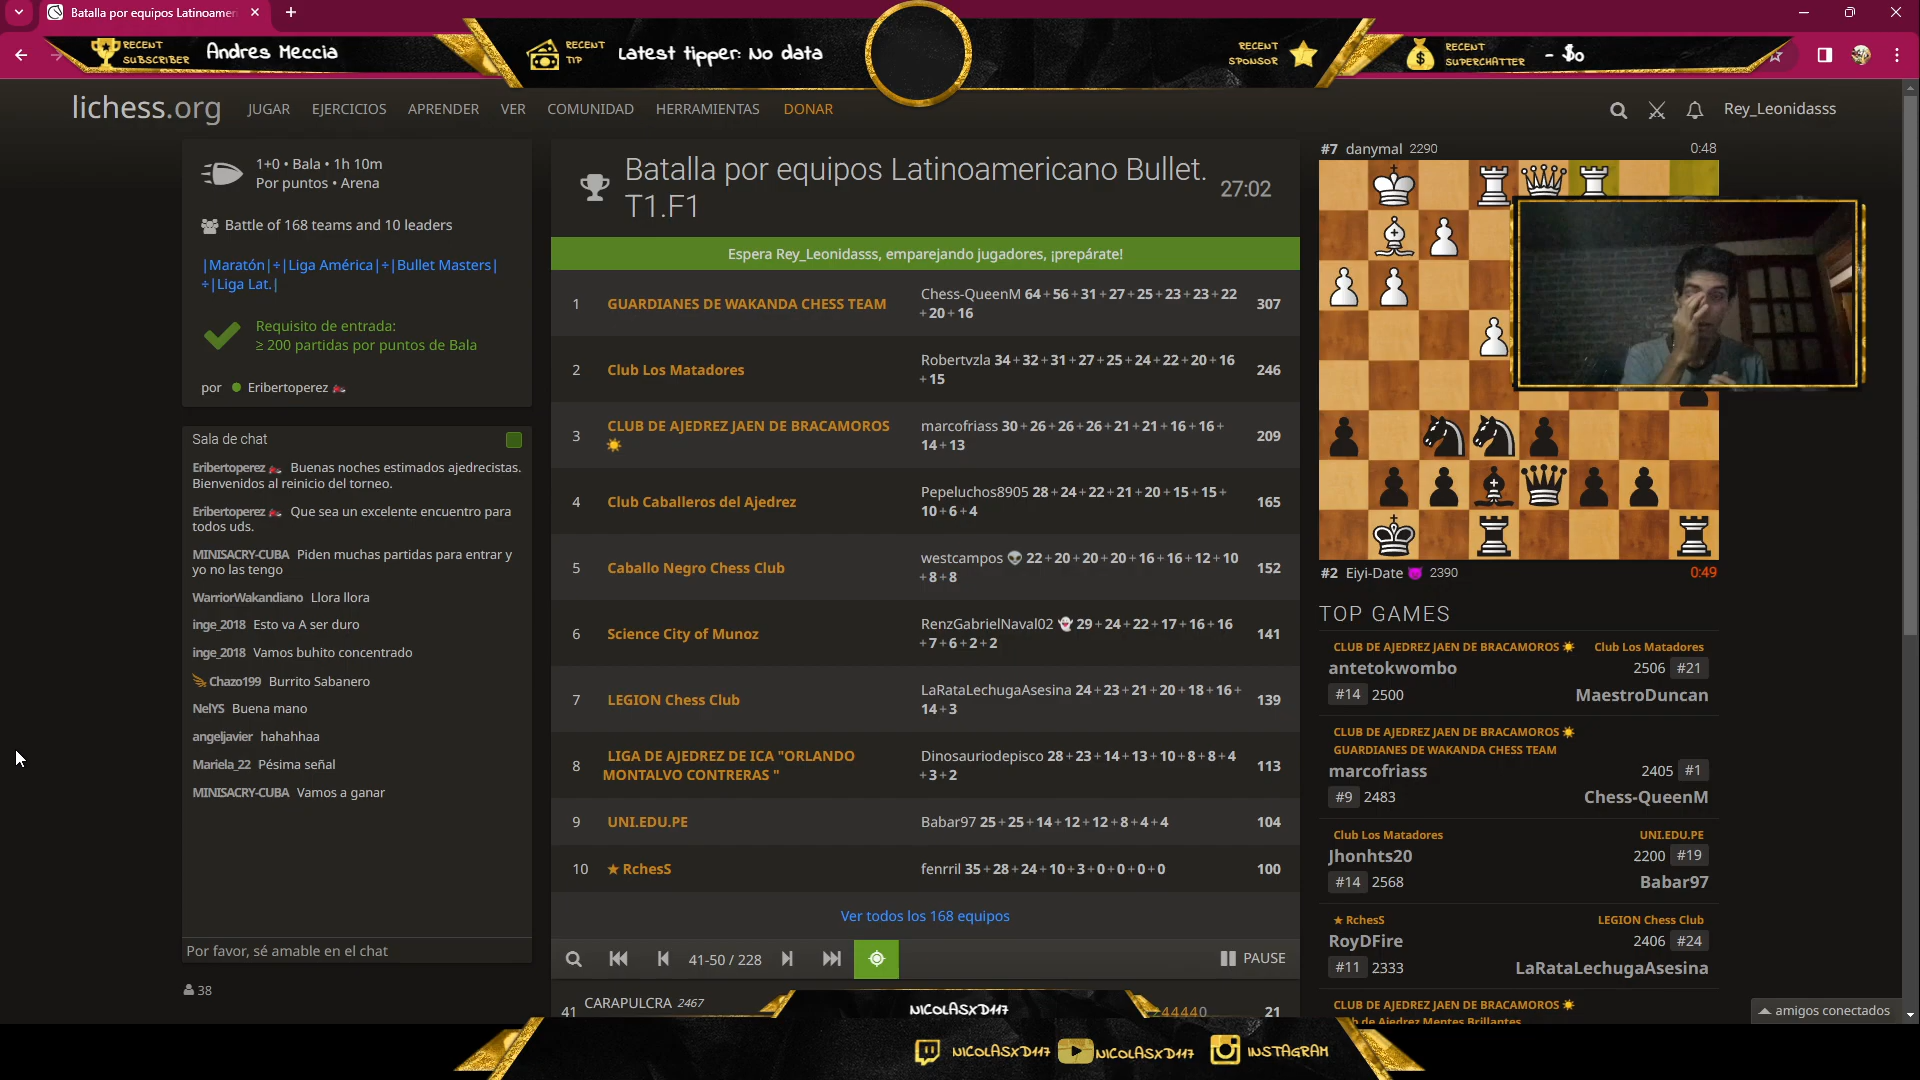 Batalla por equipos Latinoamer
RECENT SUBSCRIBER
Andres Meccia
RECENT TIP
Latest tipper: No data
RECENT SPONSOR
RECENT SUPERCHATTER
- $0
lichess.org
JUGAR EJERCICIOS APRENDER VER COMUNIDAD HERRAMIENTAS DONAR
Rey_Leonidasss
1+0 • Bala • 1h 10m
Por puntos • Arena
Battle of 168 teams and 10 leaders
|Maratón|÷|Liga América|÷|Bullet Masters|
÷|Liga Lat.|
Requisito de entrada:
≥ 200 partidas por puntos de Bala
por Eribertoperez
Sala de chat
Eribertoperez Buenas noches estimados ajedrecistas.
Bienvenidos al reinicio del torneo.
Eribertoperez Que sea un excelente encuentro para
todos uds.
MINISACRY-CUBA Piden muchas partidas para entrar y
yo no las tengo
WarriorWakandiano Llora llora
inge_2018 Esto va A ser duro
inge_2018 Vamos buhito concentrado
Chazo199 Burrito Sabanero
NelYS Buena mano
angeljavier hahahhaa
Mariela_22 Pésima señal
MINISACRY-CUBA Vamos a ganar
Por favor, sé amable en el chat
38
Batalla por equipos Latinoamericano Bullet.
T1.F1
27:02
Espera Rey_Leonidasss, emparejando jugadores, ¡prepárate!
1 GUARDIANES DE WAKANDA CHESS TEAM Chess-QueenM 64+56+31+27+25+23+23+22
+20+16 307
2 Club Los Matadores Robertvzla 34+32+31+27+25+24+22+20+16
+15 246
3 CLUB DE AJEDREZ JAEN DE BRACAMOROS marcofriass 30+26+26+26+21+21+16+16+
14+13 209
4 Club Caballeros del Ajedrez Pepeluchos8905 28+24+22+21+20+15+15+
10+6+4 165
5 Caballo Negro Chess Club westcampos 22+20+20+20+16+16+12+10
+8+8 152
6 Science City of Munoz RenzGabrielNaval02 29+24+22+17+16+16
+7+6+2+2 141
7 LEGION Chess Club LaRataLechugaAsesina 24+23+21+20+18+16+
14+3 139
8 LIGA DE AJEDREZ DE ICA "ORLANDO
MONTALVO CONTRERAS " Dinosauriodepisco 28+23+14+13+10+8+8+4
+3+2 113
9 UNI.EDU.PE Babar97 25+25+14+12+12+8+4+4 104
10 ★ RchesS fenrril 35+28+24+10+3+0+0+0+0 100
Ver todos los 168 equipos
41-50 / 228
PAUSE
41 CARAPULCRA 2467 44440 21
#7 danymal 2290 0:48
#2 Eiyi-Date 2390 0:49
TOP GAMES
CLUB DE AJEDREZ JAEN DE BRACAMOROS Club Los Matadores
antetokwombo 2506 #21
#14 2500 MaestroDuncan
CLUB DE AJEDREZ JAEN DE BRACAMOROS
GUARDIANES DE WAKANDA CHESS TEAM
marcofriass 2405 #1
#9 2483 Chess-QueenM
Club Los Matadores UNI.EDU.PE
Jhonhts20 2200 #19
#14 2568 Babar97
★ RchesS LEGION Chess Club
RoyDFire 2406 #24
#11 2333 LaRataLechugaAsesina
CLUB DE AJEDREZ JAEN DE BRACAMOROS
de Ajedrez Mentes Brillantes
amigos conectados
NICOLASXD117
NICOLASXD117 NICOLASXD117 INSTAGRAM